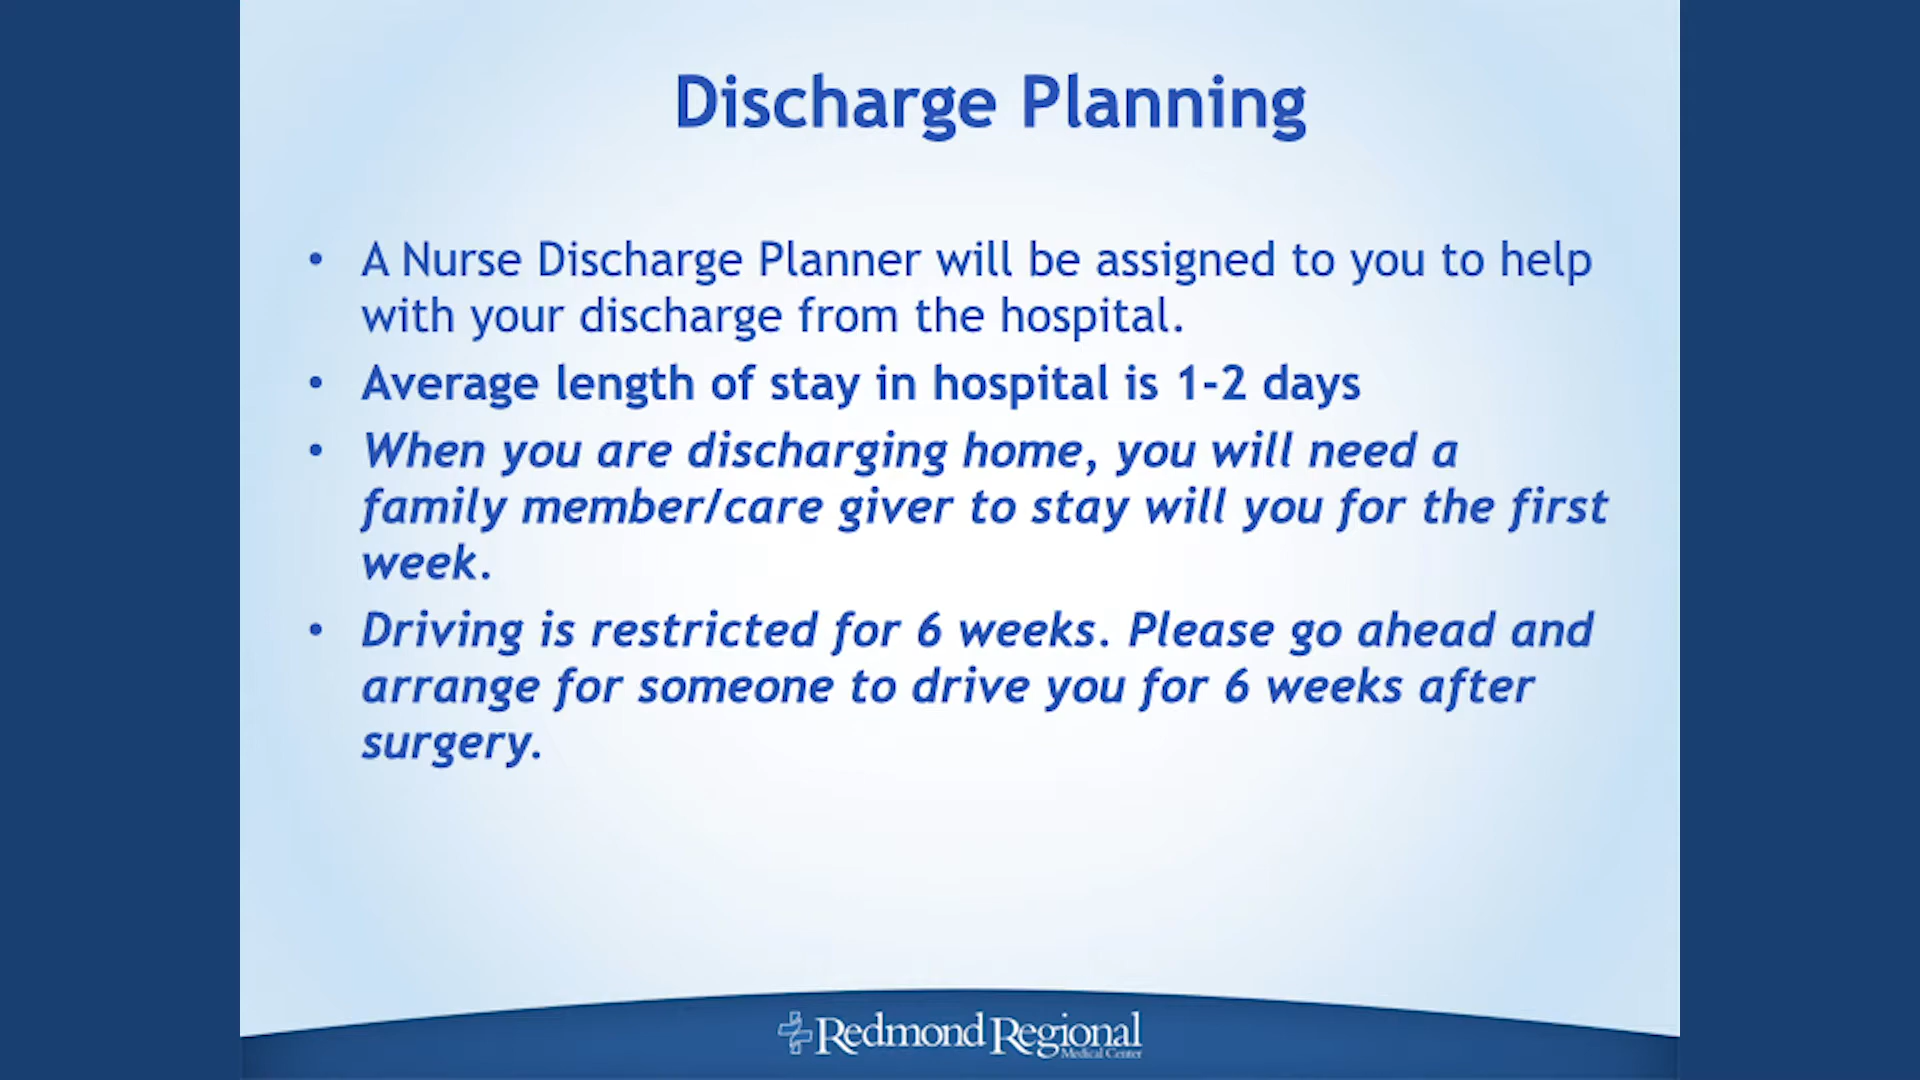 Discharge Planning
• A Nurse Discharge Planner will be assigned to you to help
with your discharge from the hospital.
• Average length of stay in hospital is 1-2 days
• When you are discharging home, you will need a
family member/care giver to stay will you for the first
week.
• Driving is restricted for 6 weeks. Please go ahead and
arrange for someone to drive you for 6 weeks after
surgery.
Redmond Regional
Medical Center